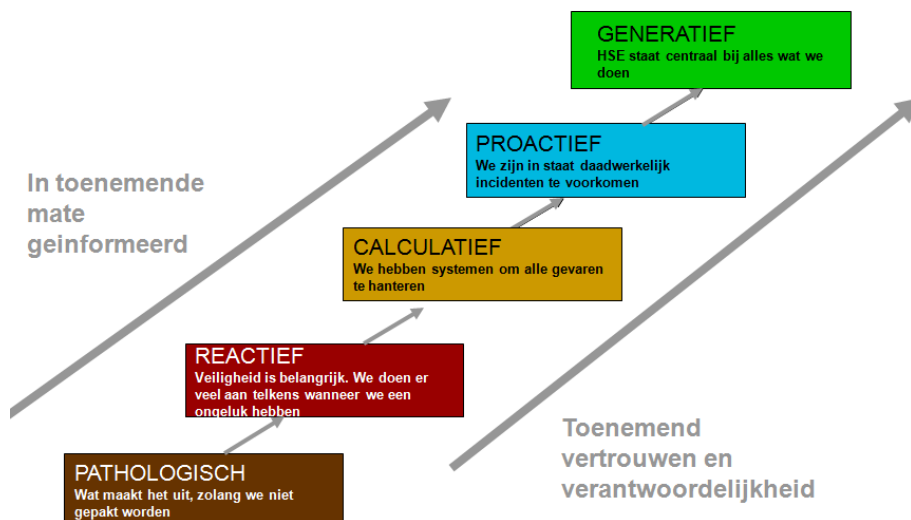 GENERATIEF
HSE staat centraal bij alles wat we
doen
PROACTIEF
We zijn in staat daadwerkelijk
incidenten te voorkomen
In toenemende
mate
geinformeerd
CALCULATIEF
We hebben systemen om alle gevaren
te hanteren
REACTIEF
Veiligheid is belangrijk. We doen er
veel aan telkens wanneer we een
ongeluk hebben
Toenemend
vertrouwen en
verantwoordelijkheid
PATHOLOGISCH
Wat maakt het uit, zolang we niet
gepakt worden